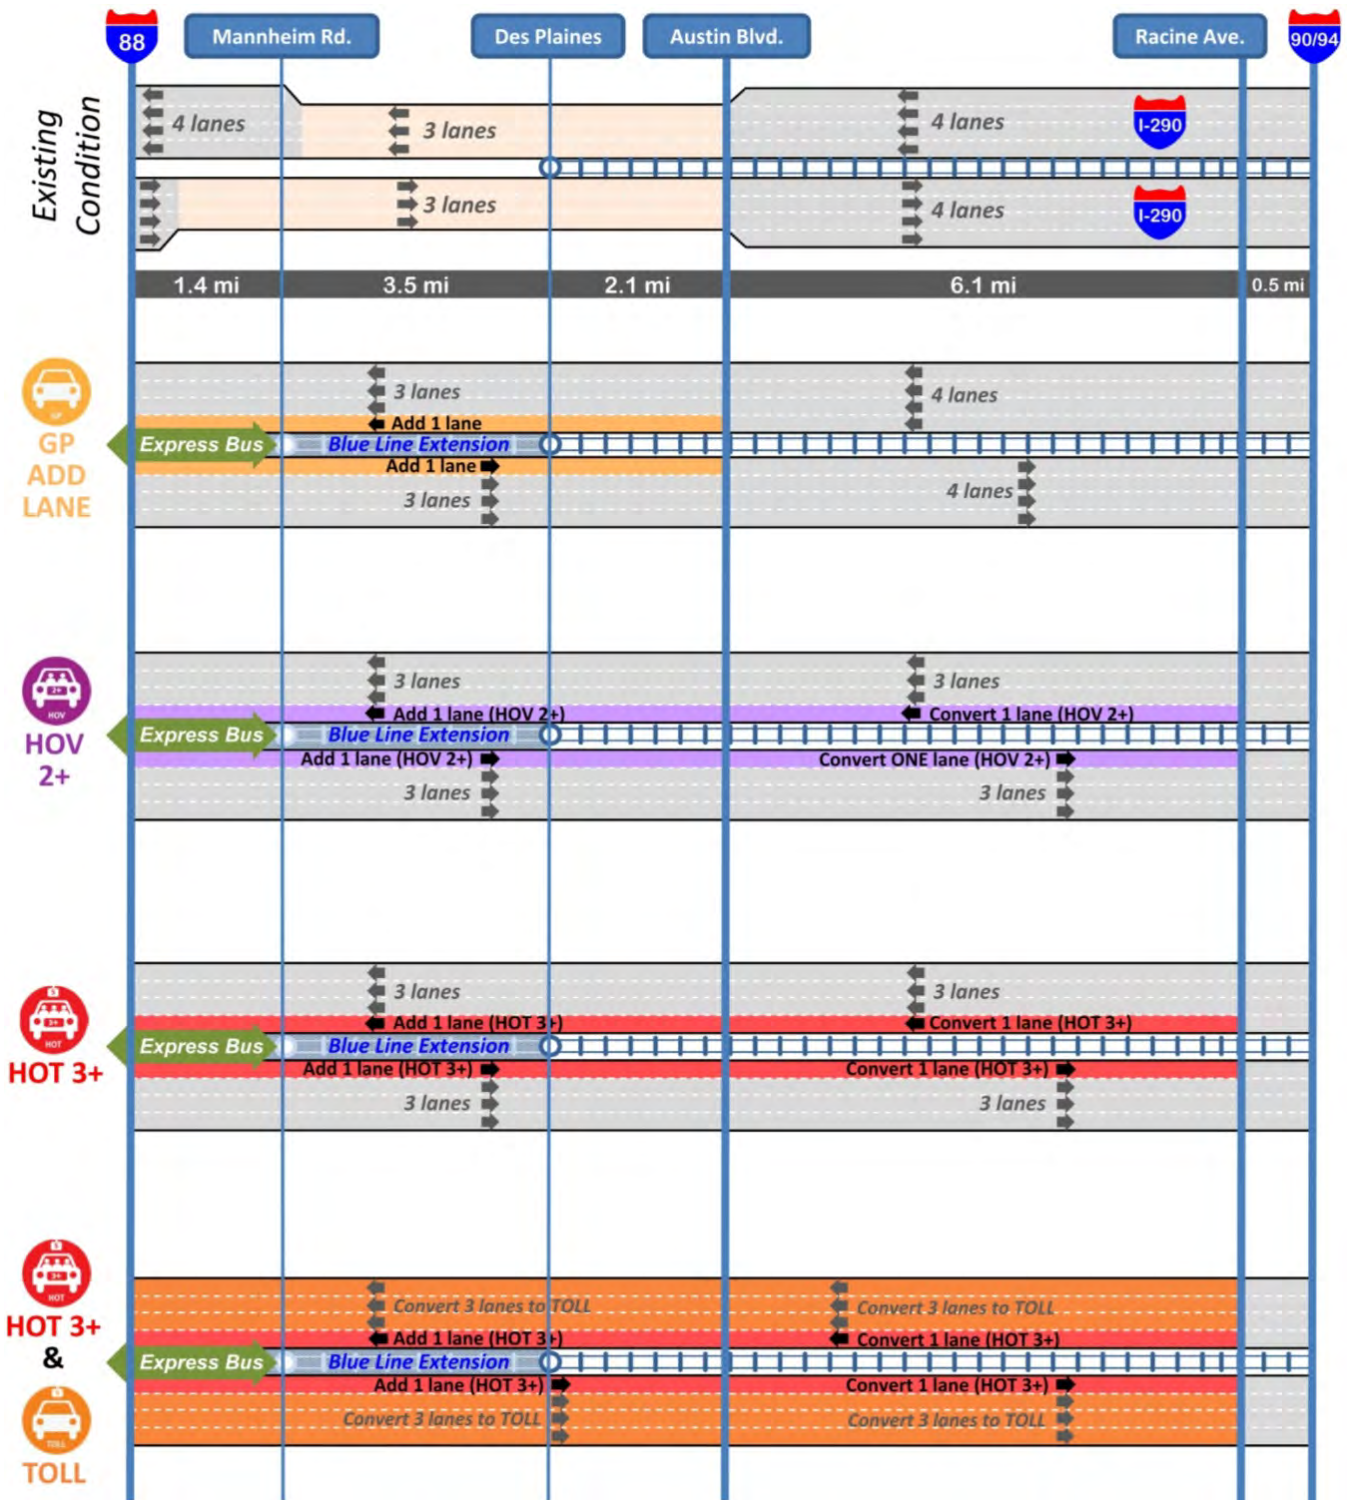 88
Mannheim Rd.
Des Plaines
Austin Blvd.
Racine Ave.
90/94
Existing
Condition
4 lanes
3 lanes
4 lanes
I-290
3 lanes
4 lanes
I-290
1.4 mi
3.5 mi
2.1 mi
6.1 mi
0.5 mi
GP
GP
ADD
LANE
3 lanes
4 lanes
Add 1 lane
Express Bus
Blue Line Extension
Add 1 lane
3 lanes
4 lanes
2+
HOV
HOV
2+
3 lanes
3 lanes
Add 1 lane (HOV 2+)
Convert 1 lane (HOV 2+)
Express Bus
Blue Line Extension
Add 1 lane (HOV 2+)
Convert ONE lane (HOV 2+)
3 lanes
3 lanes
$
3+
HOT
HOT 3+
3 lanes
3 lanes
Add 1 lane (HOT 3+)
Convert 1 lane (HOT 3+)
Express Bus
Blue Line Extension
Add 1 lane (HOT 3+)
Convert 1 lane (HOT 3+)
3 lanes
3 lanes
$
3+
HOT
HOT 3+
&
$
TOLL
TOLL
Convert 3 lanes to TOLL
Convert 3 lanes to TOLL
Add 1 lane (HOT 3+)
Convert 1 lane (HOT 3+)
Express Bus
Blue Line Extension
Add 1 lane (HOT 3+)
Convert 1 lane (HOT 3+)
Convert 3 lanes to TOLL
Convert 3 lanes to TOLL